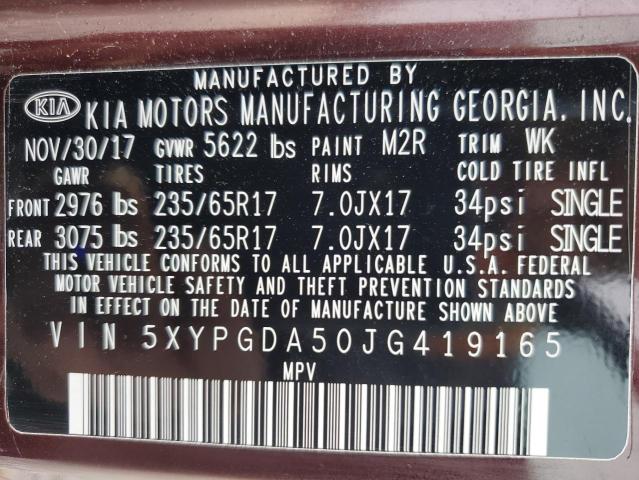 MANUFACTURED BY
KIA KIA MOTORS MANUFACTURING GEORGIA, INC.
NOV/30/17 GVWR 5622 lbs PAINT M2R TRIM WK
GAWR TIRES RIMS COLD TIRE INFL
FRONT 2976 lbs 235/65R17 7.0JX17 34psi SINGLE
REAR 3075 lbs 235/65R17 7.0JX17 34psi SINGLE
THIS VEHICLE CONFORMS TO ALL APPLICABLE U.S.A. FEDERAL
MOTOR VEHICLE SAFETY AND THEFT PREVENTION STANDARDS
IN EFFECT ON THE DATE OF MANUFACTURE SHOWN ABOVE
VIN 5XYPGDA50JG419165
MPV